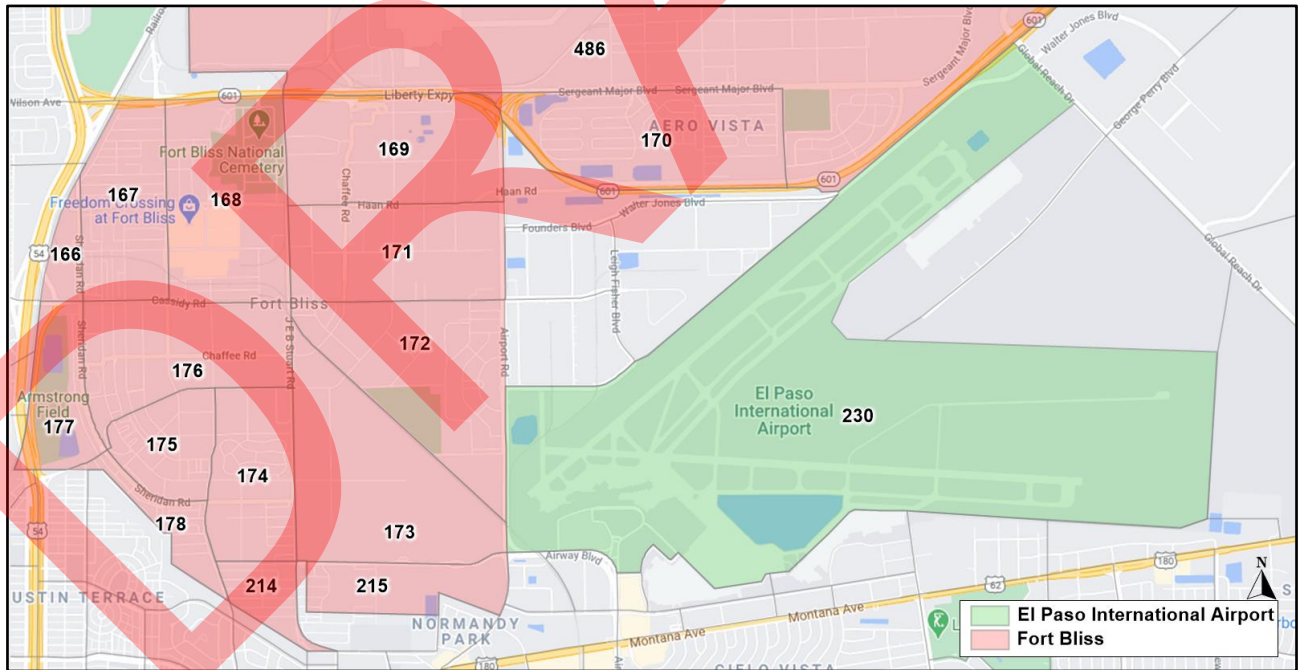 486
Sergeant Major Blvd
601
Walter Jones Blvd
Global Reach Dr
George Perry Blvd
Wilson Ave
601
Liberty Expy
Sergeant Major Blvd
Sergeant Major Blvd
AERO VISTA
170
169
Fort Bliss National
Cemetery
167
168
Freedom Crossing
at Fort Bliss
Chaffee Rd
Haan Rd
Haan Rd
601
601
Walter Jones Blvd
Founders Blvd
Leigh Fisher Blvd
Global Reach Dr
54
166
171
Cassidy Rd
Fort Bliss
Sheridan Rd
J E B Stuart Rd
Airport Rd
172
Chaffee Rd
176
Armstrong
Field
177
El Paso
International
Airport
230
175
174
Sheridan Rd
178
173
54
Airway Blvd
214
215
62
180
USTIN TERRACE
NORMANDY
PARK
Montana Ave
Montana Ave
180
CIELO VISTA
N
El Paso International Airport
Fort Bliss